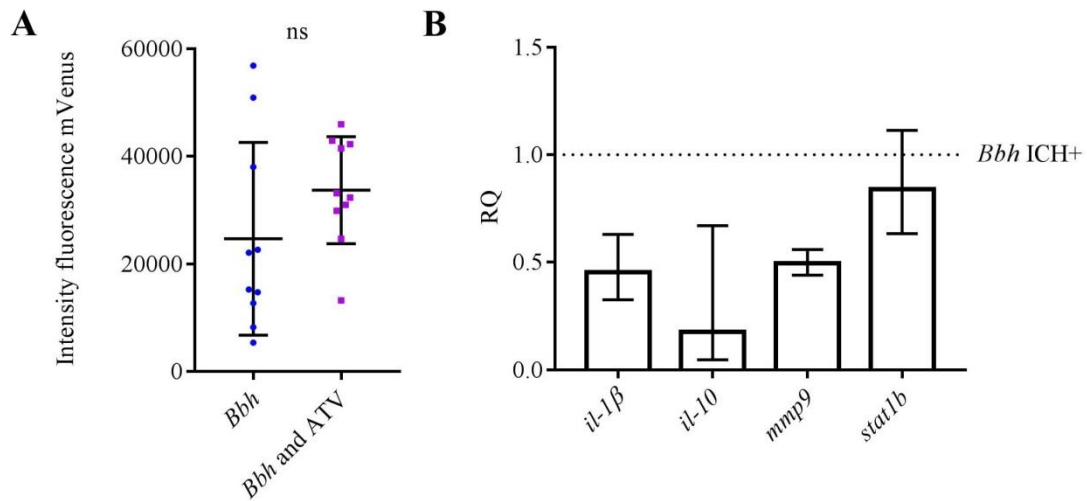 A
ns
Intensity fluorescence mVenus
60000
40000
20000
0
Bbh
Bbh and ATV
B
RQ
1.5
1.0
0.5
0.0
Bbh ICH+
il-1β
il-10
mmp9
stat1b